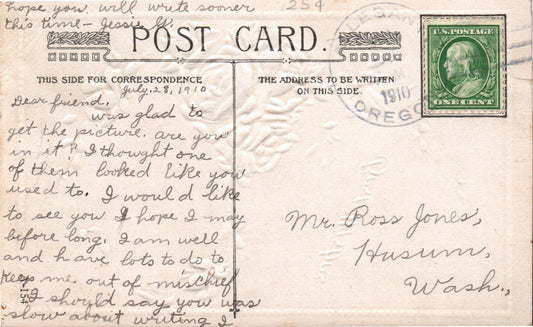 hope you will write sooner
this time - Jessie G.
254
POST CARD.
THIS SIDE FOR CORRESPONDENCE
THE ADDRESS TO BE WRITTEN
ON THIS SIDE.
U.S. POSTAGE
ONE CENT
1910
OREGO
July, 28, 1910
Dear friend.
was glad to
get the picture. are you
in it? I thowght one
of them looked like you
used to. I would like
to see you I hope I may
before long. I am well
and have lots to do to
keep me out of mischief
I should say you was
slow about writing I
Mr. Ross Jones,
Husum,
Wash.,